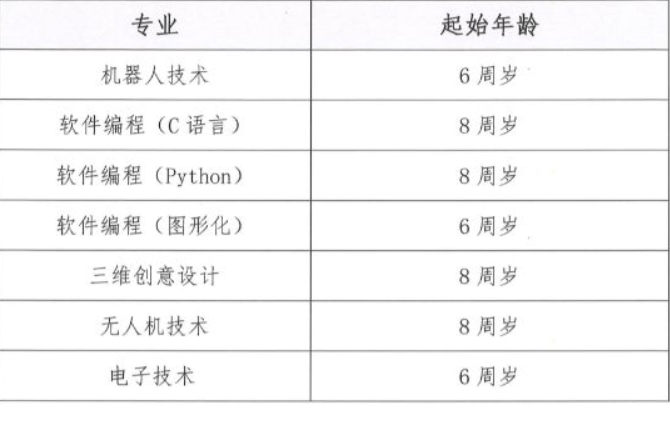 专业 起始年龄
机器人技术 6 周岁
软件编程（C 语言） 8 周岁
软件编程（Python） 8 周岁
软件编程（图形化） 6 周岁
三维创意设计 8 周岁
无人机技术 8 周岁
电子技术 6 周岁